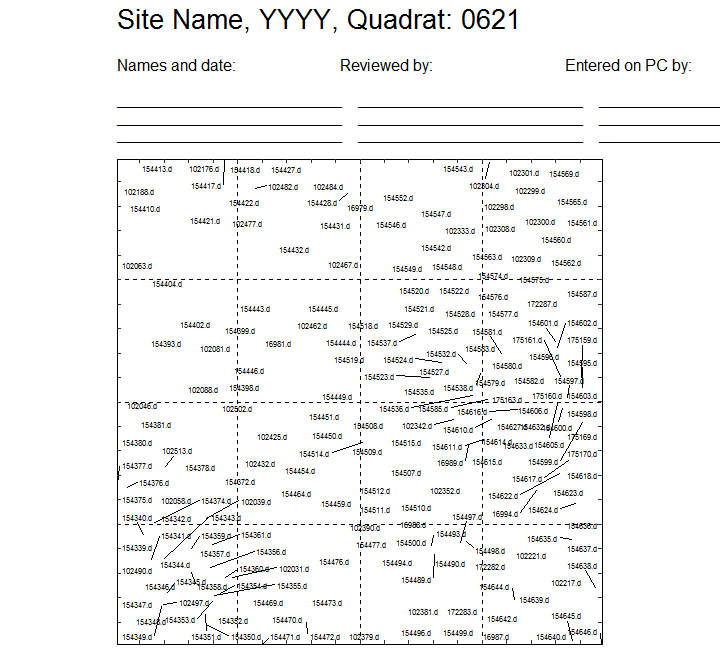 Site Name, YYYY, Quadrat: 0621
Names and date: Reviewed by: Entered on PC by:
154413.d 102176.d 154418.d 154427.d 154543.d 102301.d 154569.d
102188.d 154417.d 102482.d 102484.d 102304.d 102299.d
154410.d 154422.d 154428.d 16979.d 154552.d 102298.d 154565.d
154421.d 102477.d 154431.d 154546.d 154547.d 102333.d 102308.d 102300.d 154561.d
154432.d 154542.d 154560.d
102063.d 102467.d 154549.d 154548.d 154563.d 102309.d 154562.d
154404.d 154574.d 154575.d
154520.d 154522.d 154576.d 154587.d
154443.d 154445.d 154521.d 154528.d 154577.d 172287.d
154402.d 154399.d 102462.d 154518.d 154529.d 154525.d 154581.d 154601.d 154602.d
154393.d 102081.d 16981.d 154444.d 154537.d 154583.d 175161.d 175159.d
154519.d 154524.d 154532.d 154580.d 154596.d 154595.d
154446.d 154523.d 154527.d 154579.d 154582.d 154597.d
102088.d 154398.d 154449.d 154535.d 154538.d 175163.d 175160.d 154603.d
102046.d 102502.d 154536.d 154585.d 154616.d 154606.d 154598.d
154381.d 154451.d 154508.d 102342.d 154610.d 154600.d
154380.d 102425.d 154450.d 154515.d 154611.d 154614.d 154633.d 154605.d 175169.d
102513.d 154514.d 154509.d 175170.d
154377.d 154378.d 102432.d 154454.d 154507.d 16989.d 154615.d 154599.d
154376.d 154372.d 154617.d 154618.d
154375.d 102058.d 154374.d 102039.d 154464.d 154459.d 154512.d 102352.d 154622.d 154623.d
154340.d 154342.d 154343.d 154511.d 154510.d 154497.d 16994.d 154624.d
102390.d 16986.d 154636.d
154339.d 154341.d 154359.d 154361.d 154477.d 154500.d 154493.d 154635.d 154637.d
154357.d 154356.d 154498.d 102221.d
102490.d 154344.d 154360.d 102031.d 154476.d 154494.d 154490.d 172282.d 154638.d
154346.d 154345.d 154358.d 154354.d 154355.d 154489.d 154644.d 102217.d
154347.d 102497.d 154469.d 154473.d 154639.d
154348.d 154353.d 154352.d 154470.d 102381.d 172283.d 154642.d 154645.d
154349.d 154351.d 154350.d 154471.d 154472.d 102379.d 154496.d 154499.d 16987.d 154640.d 154646.d